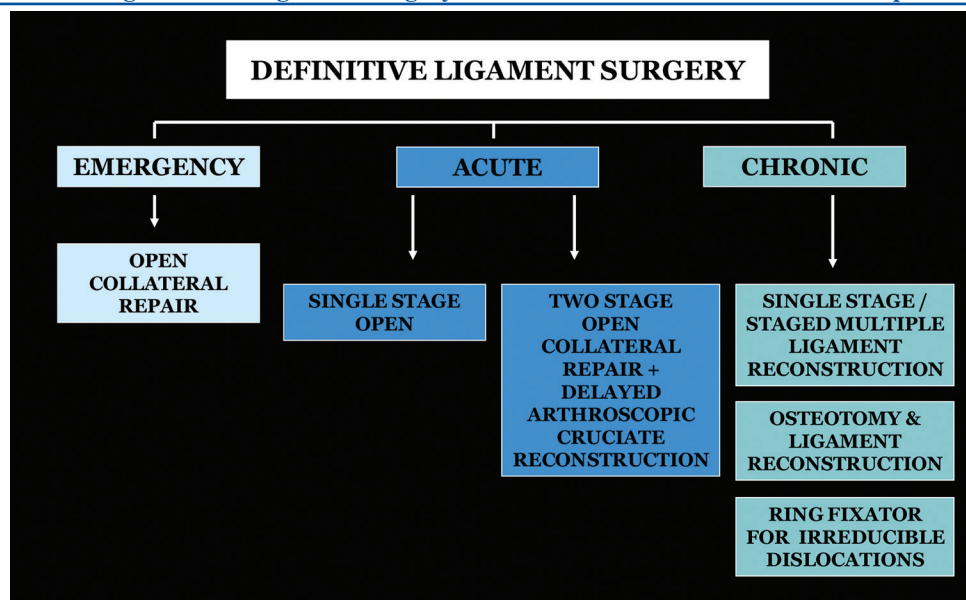 DEFINITIVE LIGAMENT SURGERY
EMERGENCY
ACUTE
CHRONIC
OPEN
COLLATERAL
REPAIR
SINGLE STAGE
OPEN
TWO STAGE
OPEN
COLLATERAL
REPAIR +
DELAYED
ARTHROSCOPIC
CRUCIATE
RECONSTRUCTION
SINGLE STAGE /
STAGED MULTIPLE
LIGAMENT
RECONSTRUCTION
OSTEOTOMY &
LIGAMENT
RECONSTRUCTION
RING FIXATOR
FOR IRREDUCIBLE
DISLOCATIONS